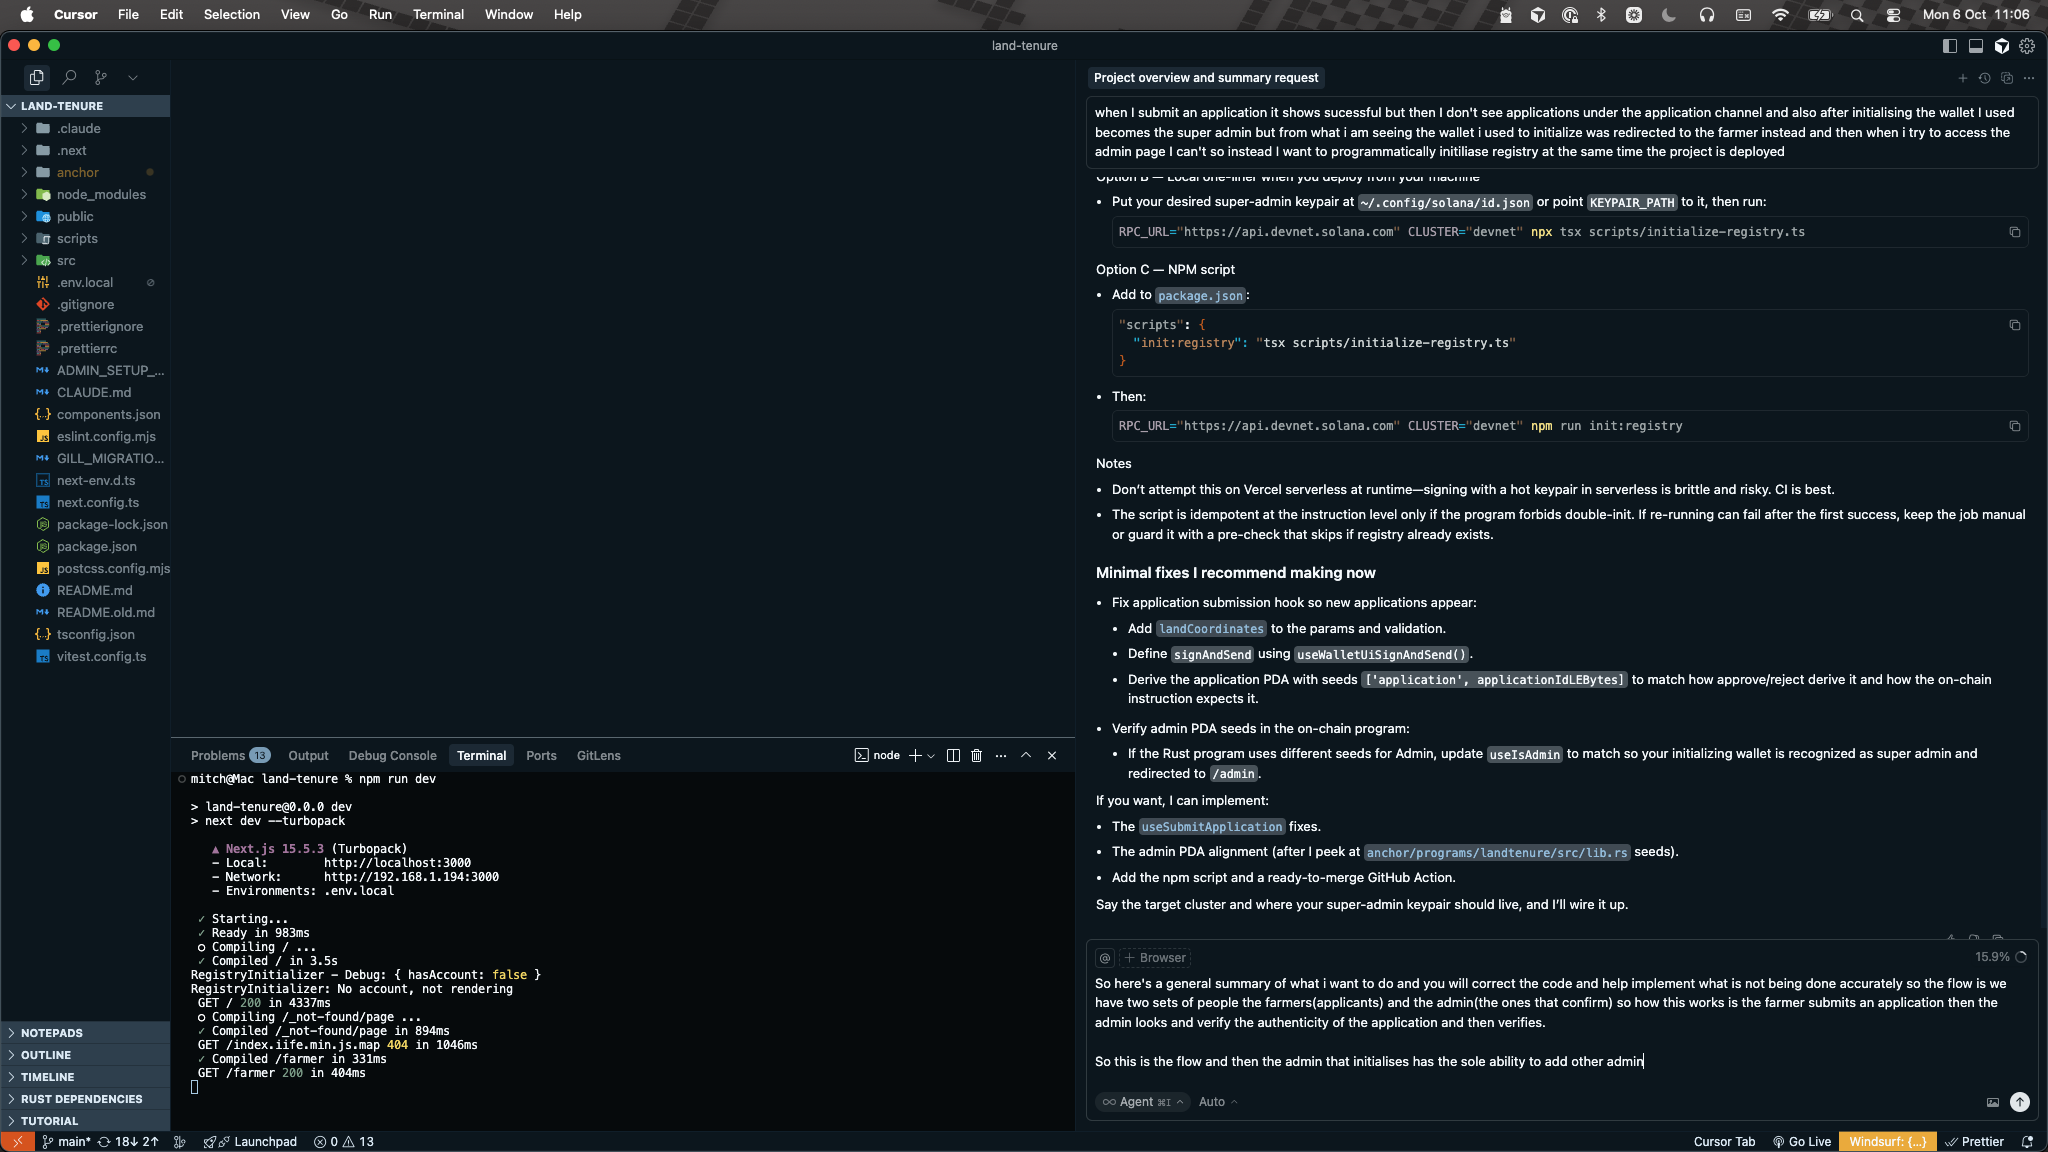 Cursor File Edit Selection View Go Run Terminal Window Help
Mon 6 Oct 11:06
land-tenure
LAND-TENURE
.claude
.next
anchor
node_modules
public
scripts
src
.env.local
.gitignore
.prettierignore
.prettierrc
ADMIN_SETUP_...
CLAUDE.md
components.json
eslint.config.mjs
GILL_MIGRATIO...
next-env.d.ts
next.config.ts
package-lock.json
package.json
postcss.config.mjs
README.md
README.old.md
tsconfig.json
vitest.config.ts
NOTEPADS
OUTLINE
TIMELINE
RUST DEPENDENCIES
TUTORIAL
Problems 13 Output Debug Console Terminal Ports GitLens
node
mitch@Mac land-tenure % npm run dev
> land-tenure@0.0.0 dev
> next dev --turbopack
▲ Next.js 15.5.3 (Turbopack)
- Local: http://localhost:3000
- Network: http://192.168.1.194:3000
- Environments: .env.local
✓ Starting...
✓ Ready in 983ms
○ Compiling / ...
✓ Compiled / in 3.5s
RegistryInitializer - Debug: { hasAccount: false }
RegistryInitializer: No account, not rendering
GET / 200 in 4337ms
○ Compiling /_not-found/page ...
✓ Compiled /_not-found/page in 894ms
GET /index.iife.min.js.map 404 in 1046ms
✓ Compiled /farmer in 331ms
GET /farmer 200 in 404ms
Project overview and summary request
when I submit an application it shows sucessful but then I don't see applications under the application channel and also after initialising the wallet I used
becomes the super admin but from what i am seeing the wallet i used to initialize was redirected to the farmer instead and then when i try to access the
admin page I can't so instead I want to programmatically initiliase registry at the same time the project is deployed
Option B — Local one-liner when you deploy from your machine
• Put your desired super-admin keypair at ~/.config/solana/id.json or point KEYPAIR_PATH to it, then run:
RPC_URL="https://api.devnet.solana.com" CLUSTER="devnet" npx tsx scripts/initialize-registry.ts
Option C — NPM script
• Add to package.json:
"scripts": {
"init:registry": "tsx scripts/initialize-registry.ts"
}
• Then:
RPC_URL="https://api.devnet.solana.com" CLUSTER="devnet" npm run init:registry
Notes
• Don't attempt this on Vercel serverless at runtime—signing with a hot keypair in serverless is brittle and risky. CI is best.
• The script is idempotent at the instruction level only if the program forbids double-init. If re-running can fail after the first success, keep the job manual
or guard it with a pre-check that skips if registry already exists.
Minimal fixes I recommend making now
• Fix application submission hook so new applications appear:
• Add landCoordinates to the params and validation.
• Define signAndSend using useWalletUiSignAndSend().
• Derive the application PDA with seeds ['application', applicationIdLEBytes] to match how approve/reject derive it and how the on-chain
instruction expects it.
• Verify admin PDA seeds in the on-chain program:
• If the Rust program uses different seeds for Admin, update useIsAdmin to match so your initializing wallet is recognized as super admin and
redirected to /admin.
If you want, I can implement:
• The useSubmitApplication fixes.
• The admin PDA alignment (after I peek at anchor/programs/landtenure/src/lib.rs seeds).
• Add the npm script and a ready-to-merge GitHub Action.
Say the target cluster and where your super-admin keypair should live, and I'll wire it up.
@ + Browser 15.9%
So here's a general summary of what i want to do and you will correct the code and help implement what is not being done accurately so the flow is we
have two sets of people the farmers(applicants) and the admin(the ones that confirm) so how this works is the farmer submits an application then the
admin looks and verify the authenticity of the application and then verifies.
So this is the flow and then the admin that initialises has the sole ability to add other admin
∞ Agent ⌘I Auto
main* 18↓ 2↑ Launchpad 0 13 Cursor Tab Go Live Windsurf: {...} Prettier